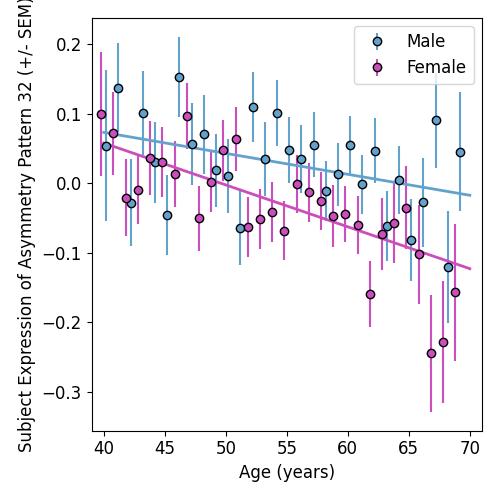 Subject Expression of Asymmetry Pattern 32 (+/- SEM)
0.2
0.1
0.0
−0.1
−0.2
−0.3
Male
Female
40 45 50 55 60 65 70
Age (years)